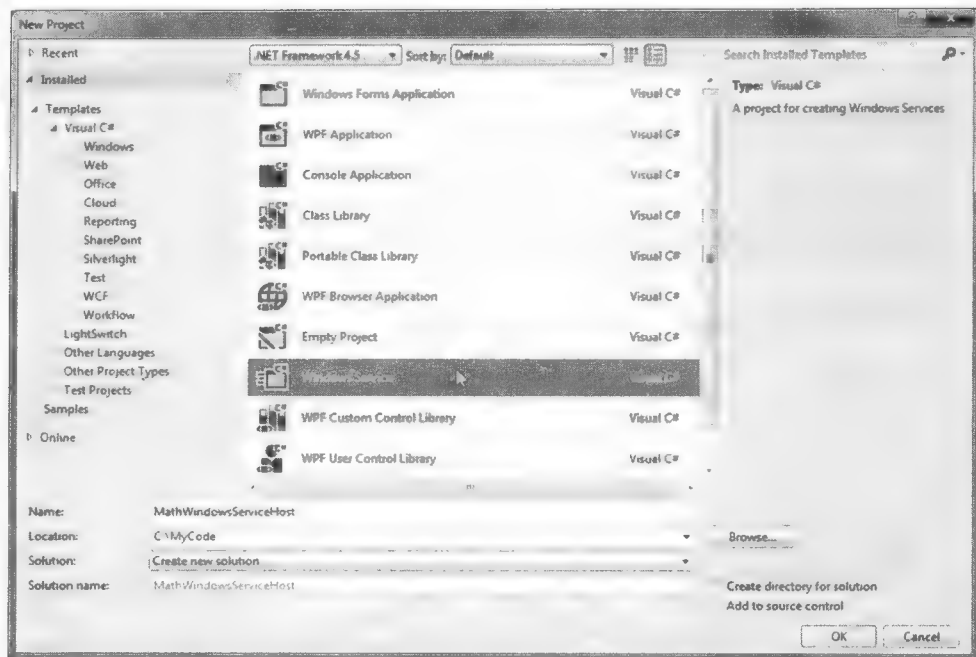 New Project
Recent
.NET Framework 4.5 Sort by: Default
Search Installed Templates
Installed
Templates
Visual C#
Windows
Web
Office
Cloud
Reporting
SharePoint
Silverlight
Test
WCF
Workflow
LightSwitch
Other Languages
Other Project Types
Test Projects
Samples
Online
Windows Forms Application Visual C#
WPF Application Visual C#
Console Application Visual C#
Class Library Visual C#
Portable Class Library Visual C#
WPF Browser Application Visual C#
Empty Project Visual C#
WPF Custom Control Library Visual C#
WPF User Control Library Visual C#
Type: Visual C#
A project for creating Windows Services
Name: MathWindowsServiceHost
Location: C:\MyCode
Browse...
Solution: Create new solution
Solution name: MathWindowsServiceHost
Create directory for solution
Add to source control
OK Cancel